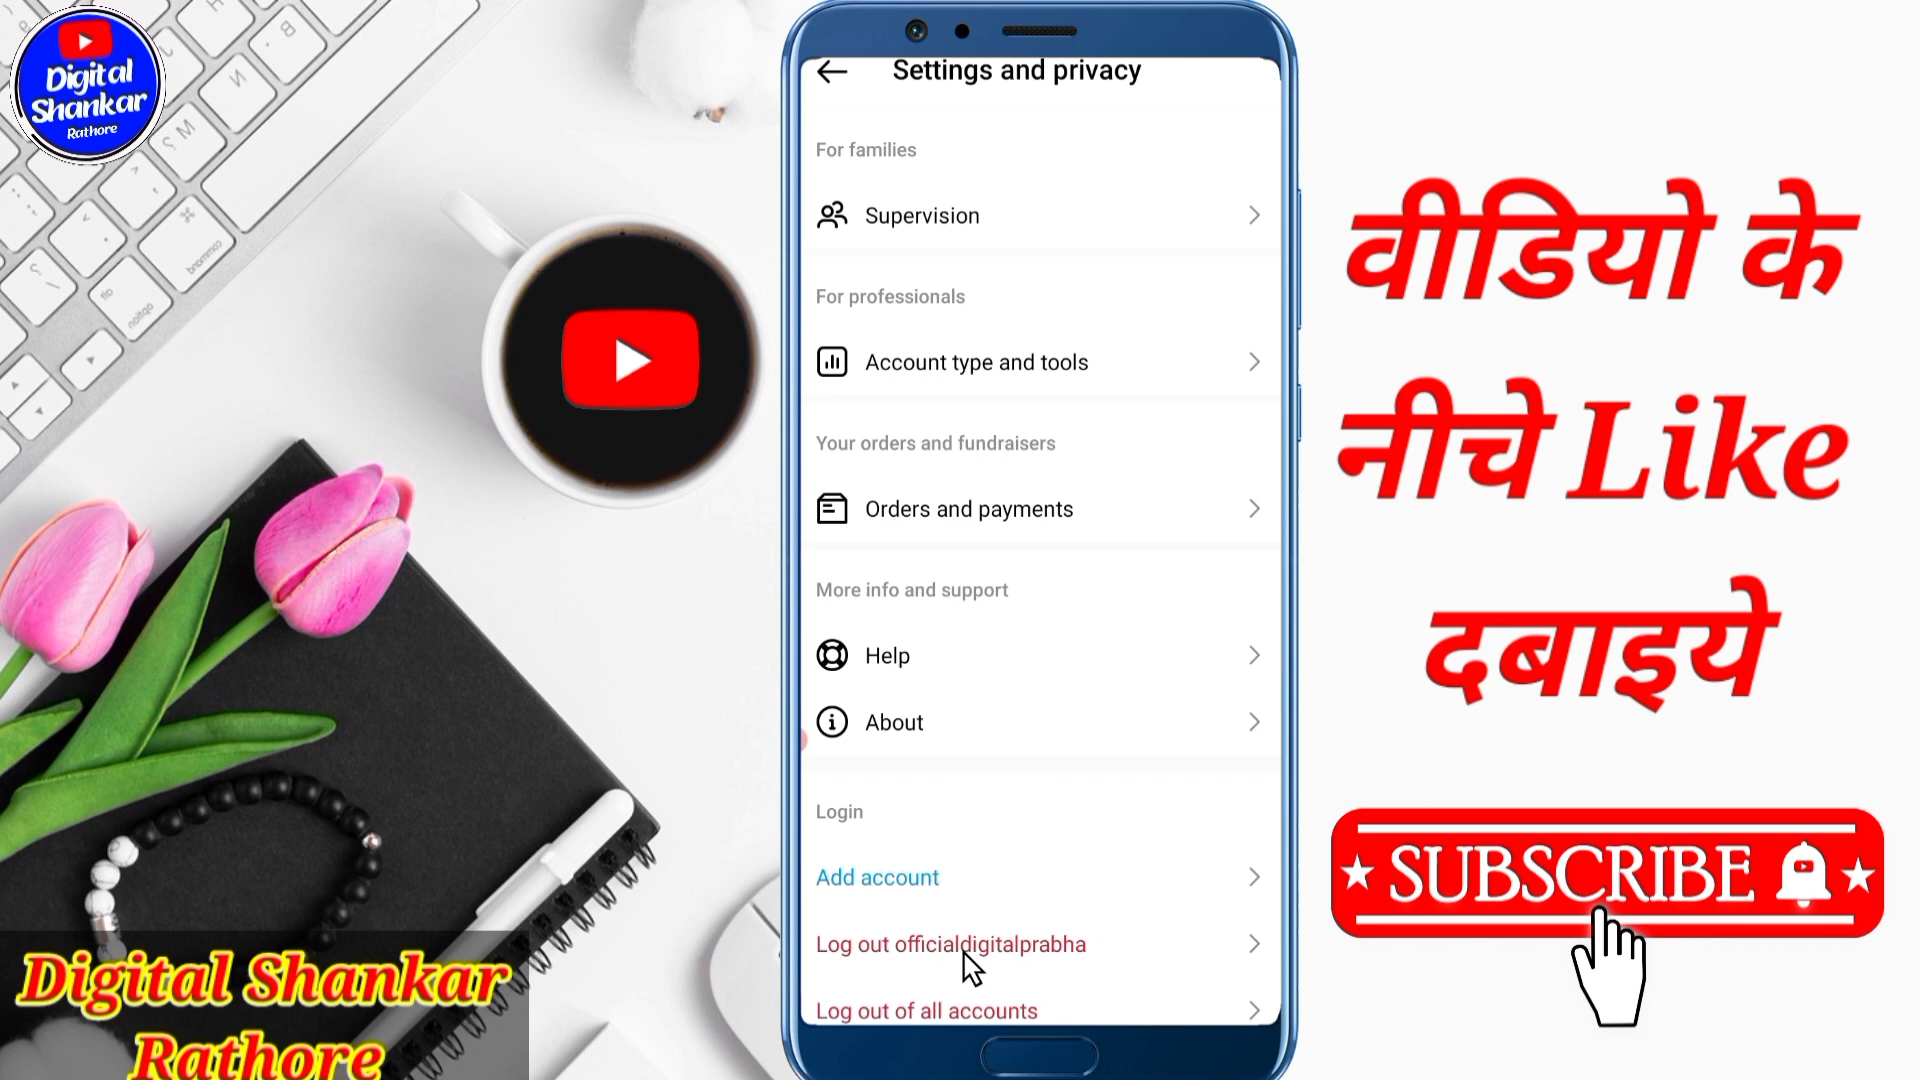 Digital
Shankar
Rathore
Settings and privacy
For families
Supervision
For professionals
Account type and tools
Your orders and fundraisers
Orders and payments
More info and support
Help
About
Login
Add account
Log out officialdigitalprabha
Log out of all accounts
वीडियो के
नीचे Like
दबाइये
SUBSCRIBE
Digital Shankar
Rathore